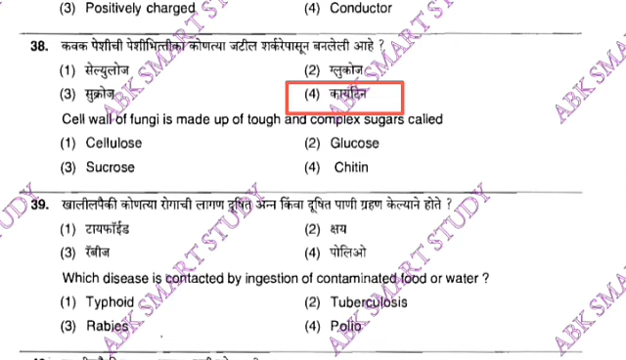 (3) Positively charged (4) Conductor
38. कवक पेशीची पेशीभित्तीका कोणत्या जटील शर्करेपासून बनलेली आहे ?
(1) सेल्युलोज (2) ग्लुकोज
(3) सुक्रोज (4) कायटिन
Cell wall of fungi is made up of tough and complex sugars called
(1) Cellulose (2) Glucose
(3) Sucrose (4) Chitin
39. खालीलपैकी कोणत्या रोगाची लागण दूषित अन्न किंवा दूषित पाणी ग्रहण केल्याने होते ?
(1) टायफॉईड (2) क्षय
(3) रॅबीज (4) पोलिओ
Which disease is contacted by ingestion of contaminated food or water ?
(1) Typhoid (2) Tuberculosis
(3) Rabies (4) Polio
ABK SMART STUDY
ABK SMART STUDY